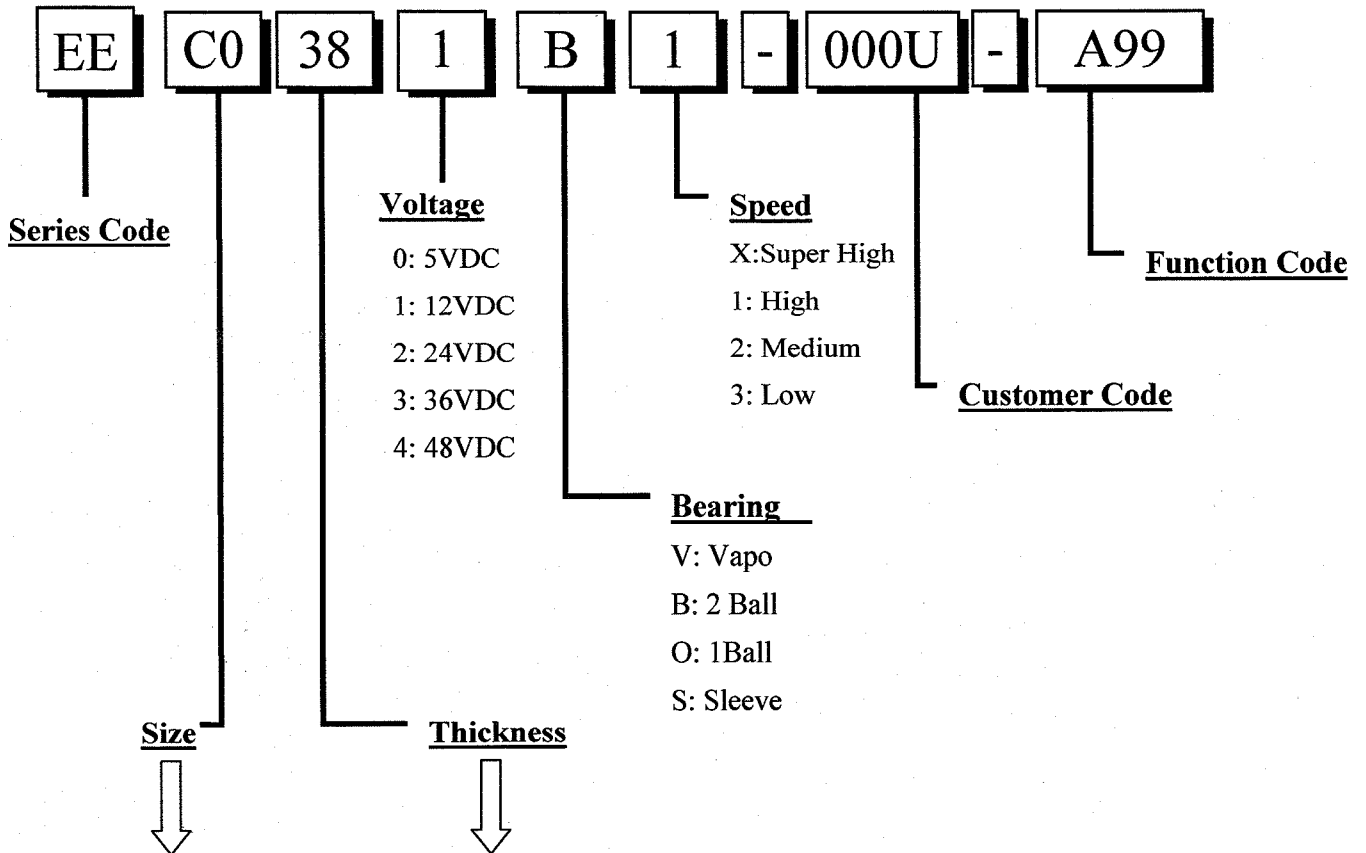 EE C0 38 1 B 1 - 000U - A99
Series Code
Voltage
0: 5VDC
1: 12VDC
2: 24VDC
3: 36VDC
4: 48VDC
Speed
X:Super High
1: High
2: Medium
3: Low
Function Code
Customer Code
Bearing
V: Vapo
B: 2 Ball
O: 1Ball
S: Sleeve
Size
Thickness